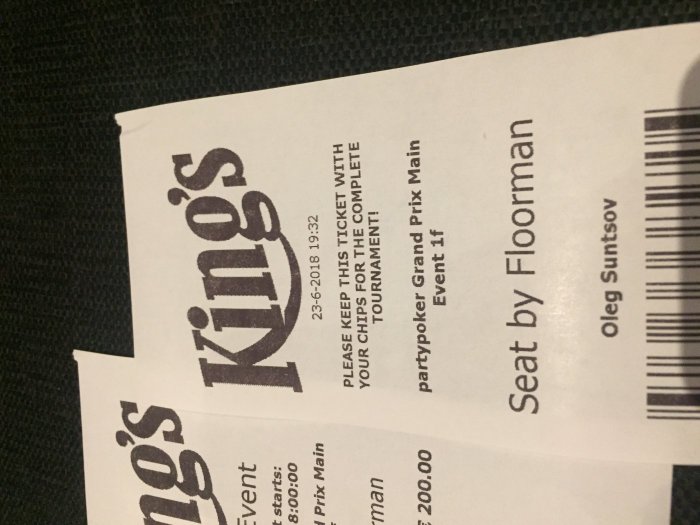 King's
23-6-2018 19:32
PLEASE KEEP THIS TICKET WITH
YOUR CHIPS FOR THE COMPLETE
TOURNAMENT!
partypoker Grand Prix Main
Event 1f
Seat by Floorman
Oleg Suntsov
ng's
Event
t starts:
8:00:00
d Prix Main
rman
€ 200.00